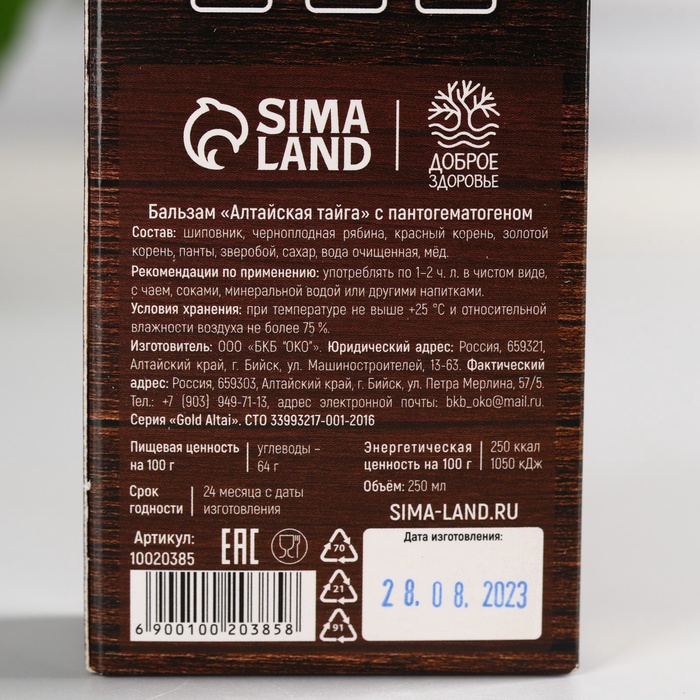 SIMA
LAND
ДОБРОЕ
ЗДОРОВЬЕ
Бальзам «Алтайская тайга» с пантогематогеном
Состав: шиповник, черноплодная рябина, красный корень, золотой
корень, панты, зверобой, сахар, вода очищенная, мёд.
Рекомендации по применению: употреблять по 1–2 ч. л. в чистом виде,
с чаем, соками, минеральной водой или другими напитками.
Условия хранения: при температуре не выше +25 °С и относительной
влажности воздуха не более 75 %.
Изготовитель: ООО «БКБ "ОКО"». Юридический адрес: Россия, 659321,
Алтайский край, г. Бийск, ул. Машиностроителей, 13-63. Фактический
адрес: Россия, 659303, Алтайский край, г. Бийск, ул. Петра Мерлина, 57/5.
Тел.: +7 (903) 949-71-13, адрес электронной почты: bkb_oko@mail.ru.
Серия «Gold Altai». СТО 33993217-001-2016
Пищевая ценность
на 100 г
углеводы –
64 г
Энергетическая
ценность на 100 г
250 ккал
1050 кДж
Срок
годности
24 месяца с даты
изготовления
Объём: 250 мл
SIMA-LAND.RU
Артикул:
10020385
EAC
70
21
91
Дата изготовления:
28.08.2023
6 900100 203858